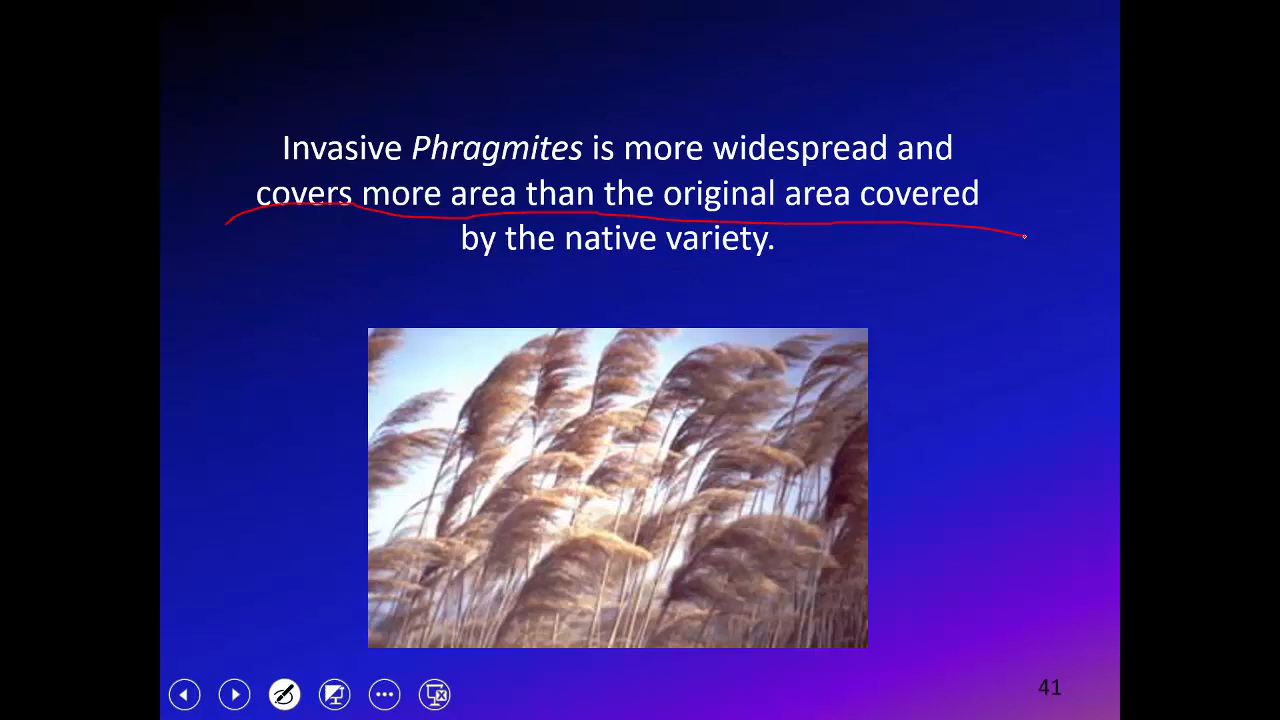 Invasive Phragmites is more widespread and
covers more area than the original area covered
by the native variety.
41